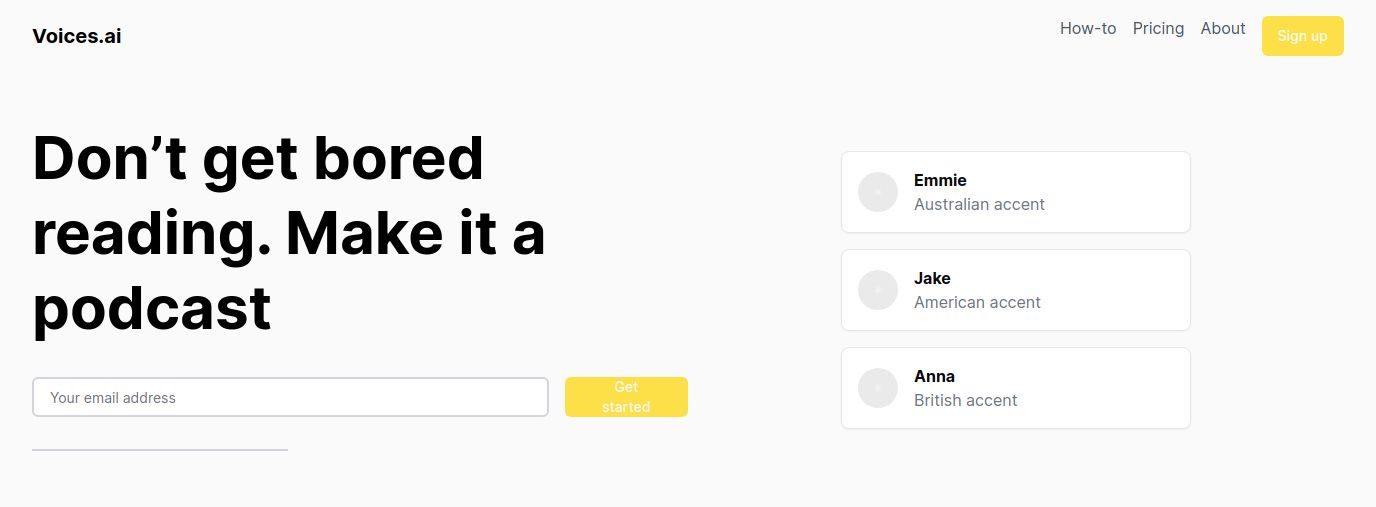 Voices.ai
How-to Pricing About Sign up
Don’t get bored
reading. Make it a
podcast
Your email address
Get
started
Emmie
Australian accent
Jake
American accent
Anna
British accent